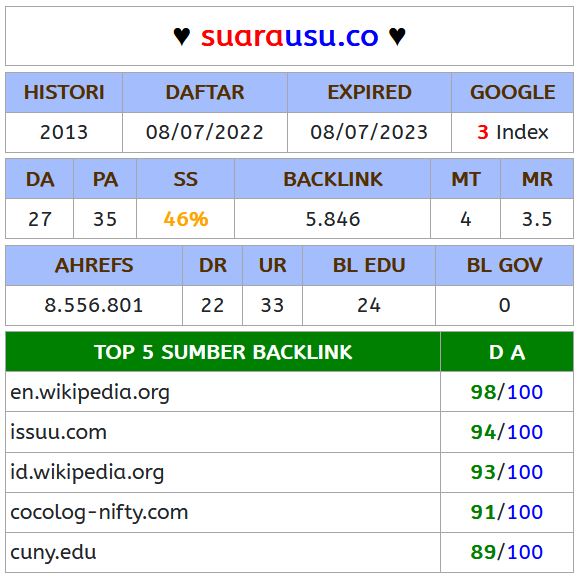 ♥ suarausu.co ♥
HISTORI DAFTAR EXPIRED GOOGLE
2013 08/07/2022 08/07/2023 3 Index
DA PA SS BACKLINK MT MR
27 35 46% 5.846 4 3.5
AHREFS DR UR BL EDU BL GOV
8.556.801 22 33 24 0
TOP 5 SUMBER BACKLINK D A
en.wikipedia.org 98/100
issuu.com 94/100
id.wikipedia.org 93/100
cocolog-nifty.com 91/100
cuny.edu 89/100